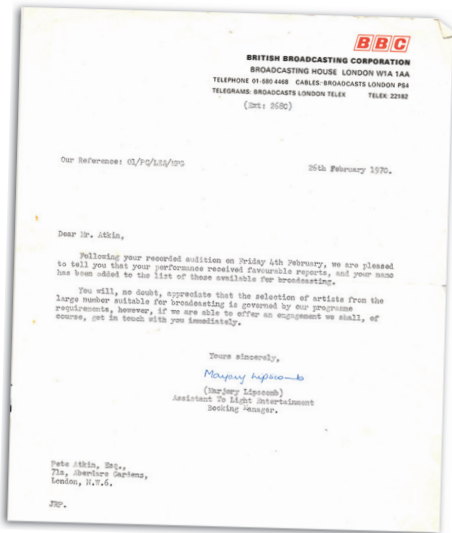 BBC
BRITISH BROADCASTING CORPORATION
BROADCASTING HOUSE LONDON W1A 1AA
TELEPHONE 01-580 4468 CABLES: BROADCASTS LONDON PS4
TELEGRAMS: BROADCASTS LONDON TELEX TELEX: 22182
(Ext: 2680)
Our Reference: 01/PC/
26th February 1970.
Dear Mr. Atkin,
Following your recorded audition on Friday 4th February, we are pleased
to tell you that your performance received favourable reports, and your name
has been added to the list of those available for broadcasting.
You will, no doubt, appreciate that the selection of artists from the
large number suitable for broadcasting is governed by our programme
requirements, however, if we are able to offer an engagement we shall, of
course, get in touch with you immediately.
Yours sincerely,
Marjory Lipscomb
(Marjory Lipscomb)
Assistant To Light Entertainment
Booking Manager.
Pete Atkin, Esq.,
71a, Aberdare Gardens,
London, N.W.6.
JRP.